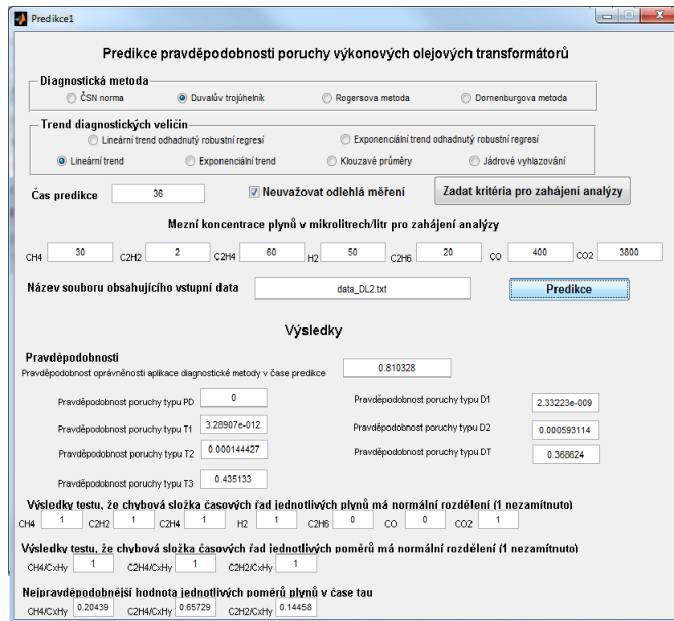 Predikce1
Predikce pravděpodobnosti poruchy výkonových olejových transformátorů
Diagnostická metoda
ČSN norma Duvalův trojúhelník Rogersova metoda Dornenburgova metoda
Trend diagnostických veličin
Lineární trend odhadnutý robustní regresí Exponenciální trend odhadnutý robustní regresí
Lineární trend Exponenciální trend Klouzavé průměry Jádrové vyhlazování
Čas predikce 36 Neuvažovat odlehlá měření Zadat kritéria pro zahájení analýzy
Mezní koncentrace plynů v mikrolitrech/litr pro zahájení analýzy
CH4 30 C2H2 2 C2H4 60 H2 50 C2H6 20 CO 400 CO2 3800
Název souboru obsahujícího vstupní data data_DL2.txt Predikce
Výsledky
Pravděpodobnosti
Pravděpodobnost oprávněnosti aplikace diagnostické metody v čase predikce 0.810328
Pravděpodobnost poruchy typu PD 0 Pravděpodobnost poruchy typu D1 2.33223e-009
Pravděpodobnost poruchy typu T1 3.28907e-012 Pravděpodobnost poruchy typu D2 0.000593114
Pravděpodobnost poruchy typu T2 0.000144427 Pravděpodobnost poruchy typu DT 0.368624
Pravděpodobnost poruchy typu T3 0.435133
Výsledky testu, že chybová složka časových řad jednotlivých plynů má normální rozdělení (1 nezamítnuto)
CH4 1 C2H2 1 C2H4 1 H2 1 C2H6 0 CO 0 CO2 1
Výsledky testu, že chybová složka časových řad jednotlivých poměrů má normální rozdělení (1 nezamítnuto)
CH4/CxHy 1 C2H4/CxHy 1 C2H2/CxHy 1
Nejpravděpodobnější hodnota jednotlivých poměrů plynů v čase tau
CH4/CxHy 0.20439 C2H4/CxHy 0.65729 C2H2/CxHy 0.14458